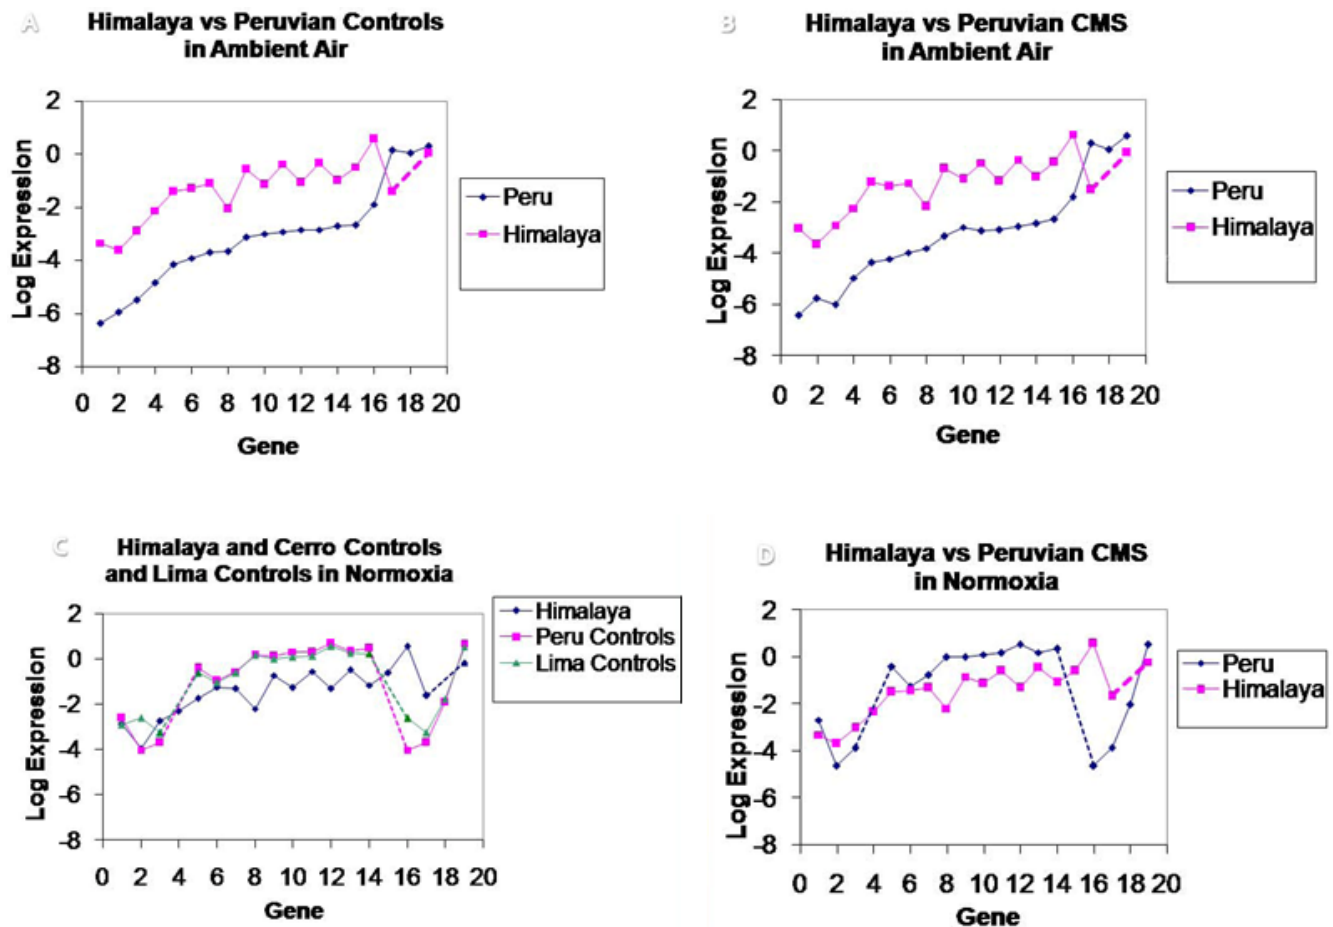 A
Himalaya vs Peruvian Controls
in Ambient Air
2
0
-2
-4
-6
-8
Log Expression
0 2 4 6 8 10 12 14 16 18 20
Gene
Peru
Himalaya
B
Himalaya vs Peruvian CMS
in Ambient Air
2
0
-2
-4
-6
-8
Log Expression
0 2 4 6 8 10 12 14 16 18 20
Gene
Peru
Himalaya
C
Himalaya and Cerro Controls
and Lima Controls in Normoxia
2
0
-2
-4
-6
-8
Log Expression
0 2 4 6 8 10 12 14 16 18 20
Gene
Himalaya
Peru Controls
Lima Controls
D
Himalaya vs Peruvian CMS
in Normoxia
2
0
-2
-4
-6
-8
Log Expression
0 2 4 6 8 10 12 14 16 18 20
Gene
Peru
Himalaya